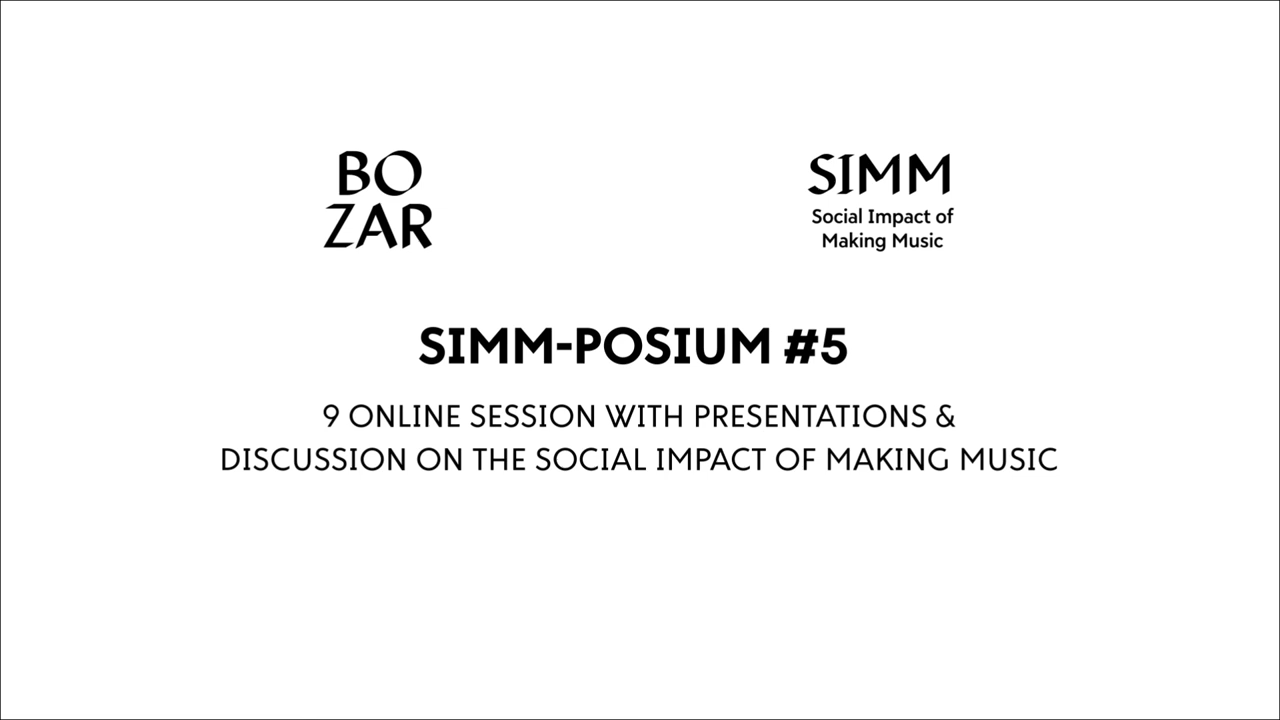 BO
ZAR
SIMM
Social Impact of
Making Music
SIMM-POSIUM #5
9 ONLINE SESSION WITH PRESENTATIONS &
DISCUSSION ON THE SOCIAL IMPACT OF MAKING MUSIC